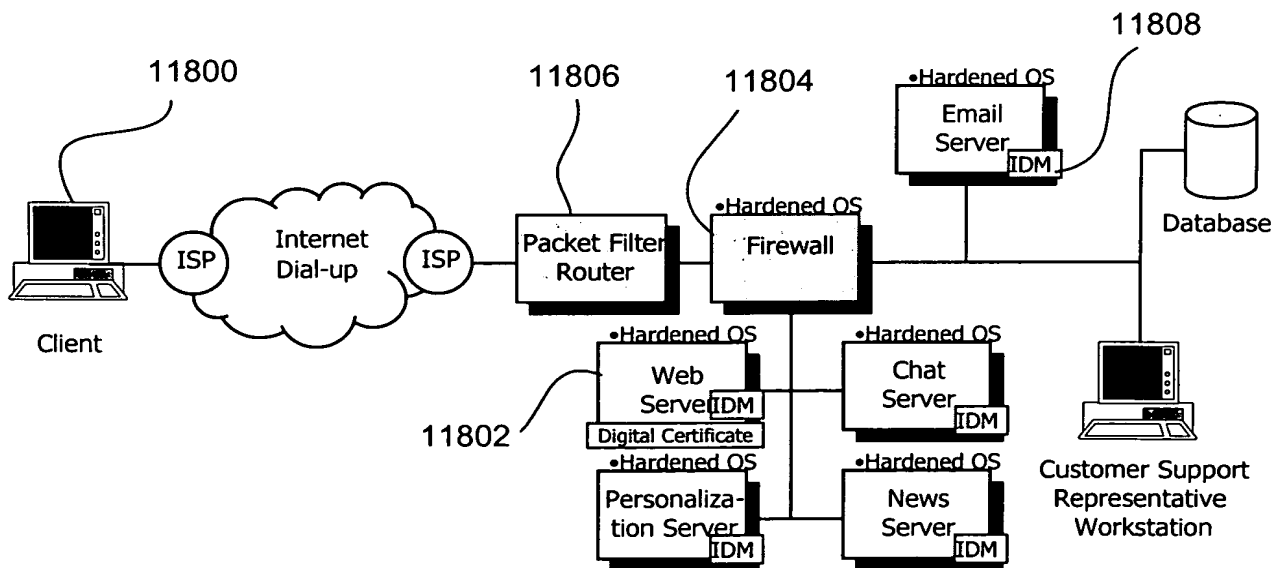 11800
11806
11804
11808
•Hardened OS
Email
Server
IDM
Database
ISP
Internet
Dial-up
ISP
Packet Filter
Router
•Hardened OS
Firewall
Client
•Hardened OS
Web
Server
IDM
Digital Certificate
11802
•Hardened OS
Chat
Server
IDM
•Hardened OS
Personaliza-
tion Server
IDM
•Hardened OS
News
Server
IDM
Customer Support
Representative
Workstation